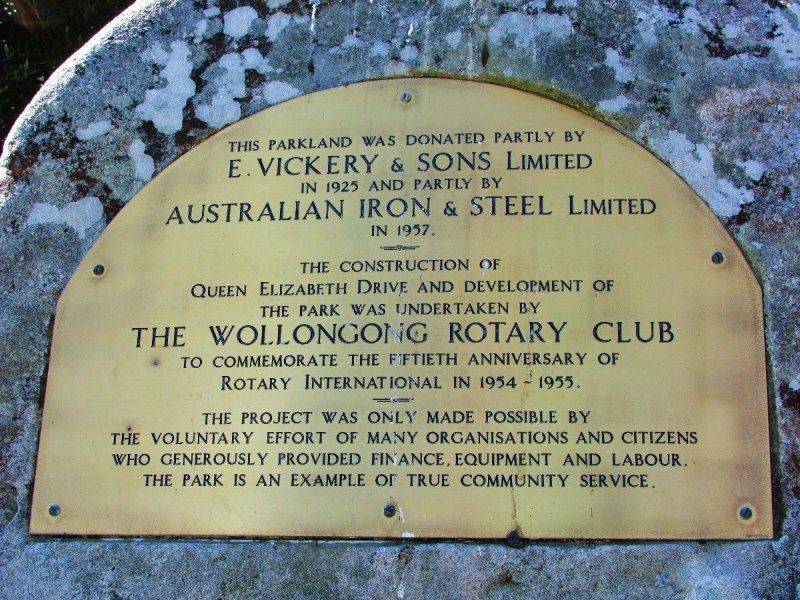 THIS PARKLAND WAS DONATED PARTLY BY
E. VICKERY & SONS LIMITED
IN 1925 AND PARTLY BY
AUSTRALIAN IRON & STEEL LIMITED
IN 1957.
THE CONSTRUCTION OF
QUEEN ELIZABETH DRIVE AND DEVELOPMENT OF
THE PARK WAS UNDERTAKEN BY
THE WOLLONGONG ROTARY CLUB
TO COMMEMORATE THE FIFTIETH ANNIVERSARY OF
ROTARY INTERNATIONAL IN 1954 - 1955.
THE PROJECT WAS ONLY MADE POSSIBLE BY
THE VOLUNTARY EFFORT OF MANY ORGANISATIONS AND CITIZENS
WHO GENEROUSLY PROVIDED FINANCE, EQUIPMENT AND LABOUR.
THE PARK IS AN EXAMPLE OF TRUE COMMUNITY SERVICE.